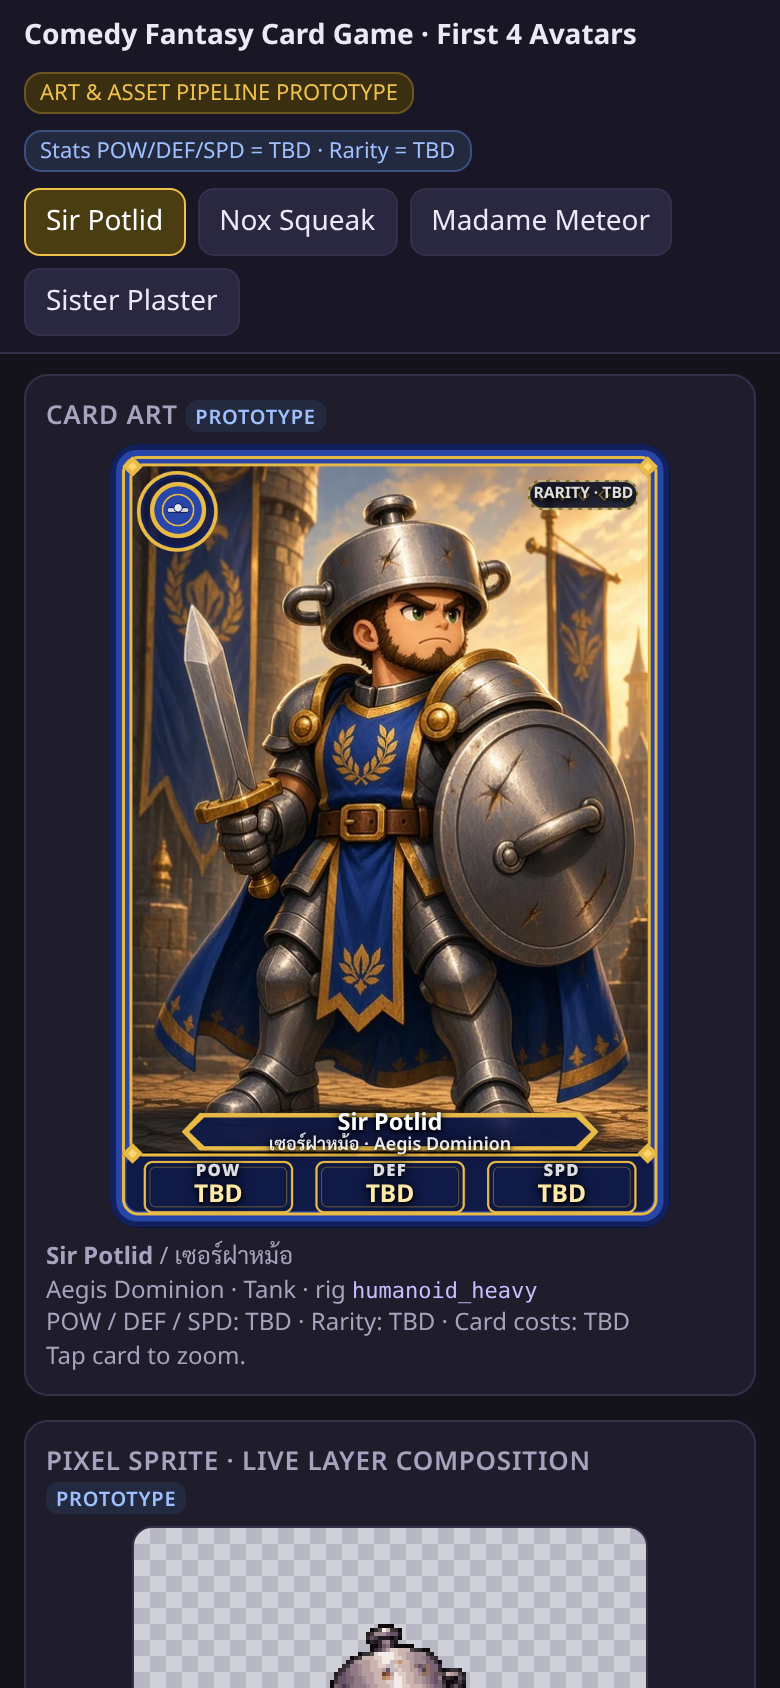 Comedy Fantasy Card Game · First 4 Avatars
ART & ASSET PIPELINE PROTOTYPE
Stats POW/DEF/SPD = TBD · Rarity = TBD
Sir Potlid
Nox Squeak
Madame Meteor
Sister Plaster
CARD ART PROTOTYPE
RARITY · TBD
Sir Potlid
เซอร์ฝาหม้อ · Aegis Dominion
POW DEF SPD
TBD TBD TBD
Sir Potlid / เซอร์ฝาหม้อ
Aegis Dominion · Tank · rig humanoid_heavy
POW / DEF / SPD: TBD · Rarity: TBD · Card costs: TBD
Tap card to zoom.
PIXEL SPRITE · LIVE LAYER COMPOSITION
PROTOTYPE